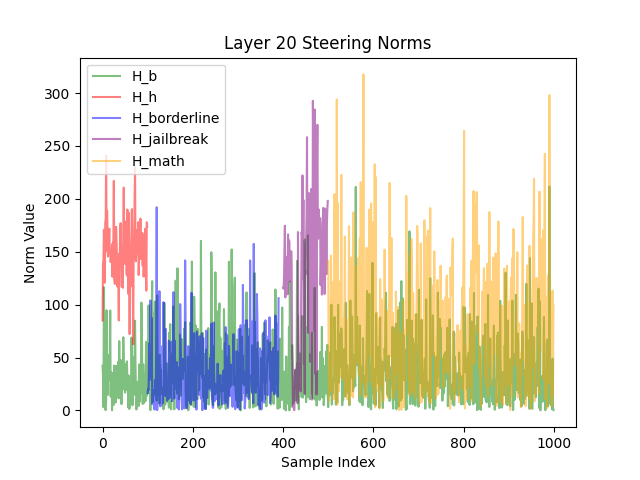 Layer 20 Steering Norms
H_b
H_h
H_borderline
H_jailbreak
H_math
Norm Value
300
250
200
150
100
50
0
0
200
400
600
800
1000
Sample Index